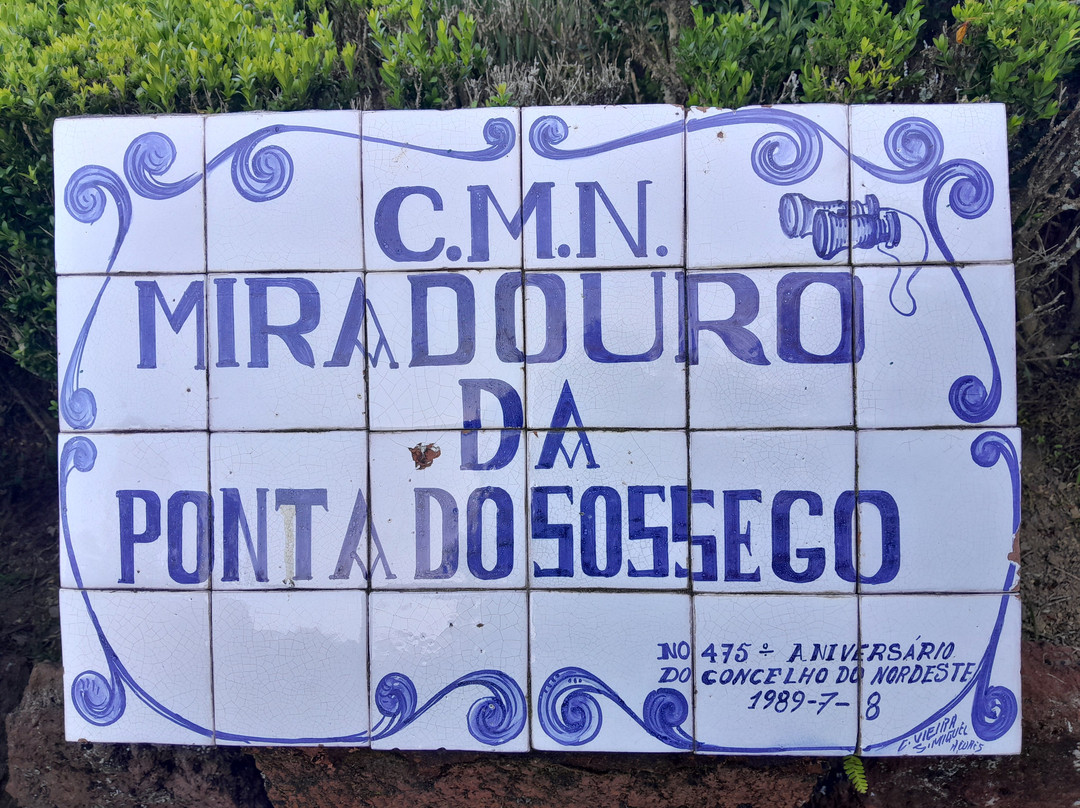 C.M.N.
MIRADOURO
DA
PONTA DO SOSSEGO
NO 475º ANIVERSÁRIO
DO CONCELHO DO NORDESTE
1989-7-8
C. VIEIRA
S. MIGUEL
AÇORES